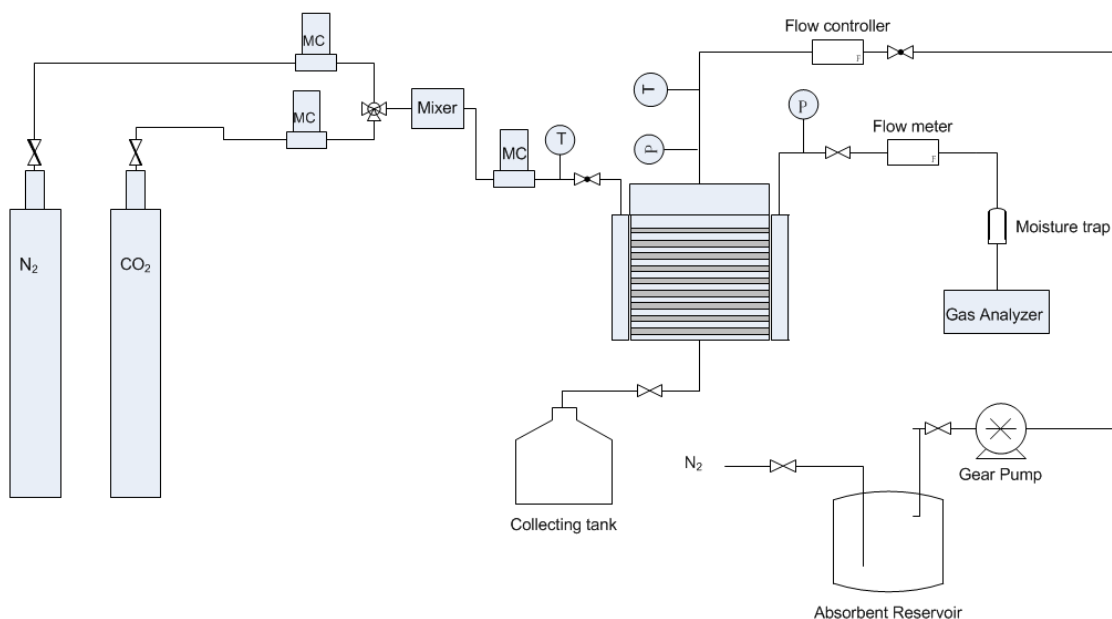 Flow controller
F
MC
T
MC
Mixer
P
Flow meter
F
MC
T
P
Moisture trap
N₂
CO₂
Gas Analyzer
N₂
Gear Pump
Collecting tank
Absorbent Reservoir